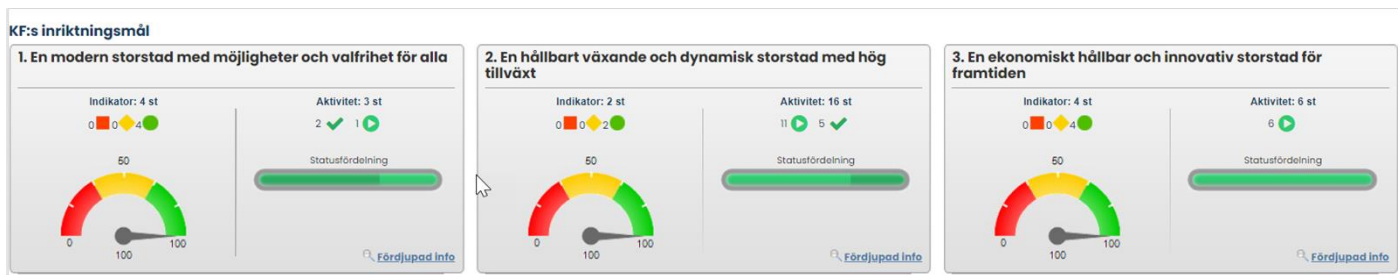 KF:s inriktningsmål
1. En modern storstad med möjligheter och valfrihet för alla
Indikator: 4 st
Aktivitet: 3 st
0 0 4
2 1
Statusfördelning
50
0
100
100
Fördjupad info
2. En hållbart växande och dynamisk storstad med hög
tillväxt
Indikator: 2 st
Aktivitet: 16 st
0 0 2
11 5
Statusfördelning
50
0
100
100
Fördjupad info
3. En ekonomiskt hållbar och innovativ storstad för
framtiden
Indikator: 4 st
Aktivitet: 6 st
0 0 4
6
Statusfördelning
50
0
100
100
Fördjupad info